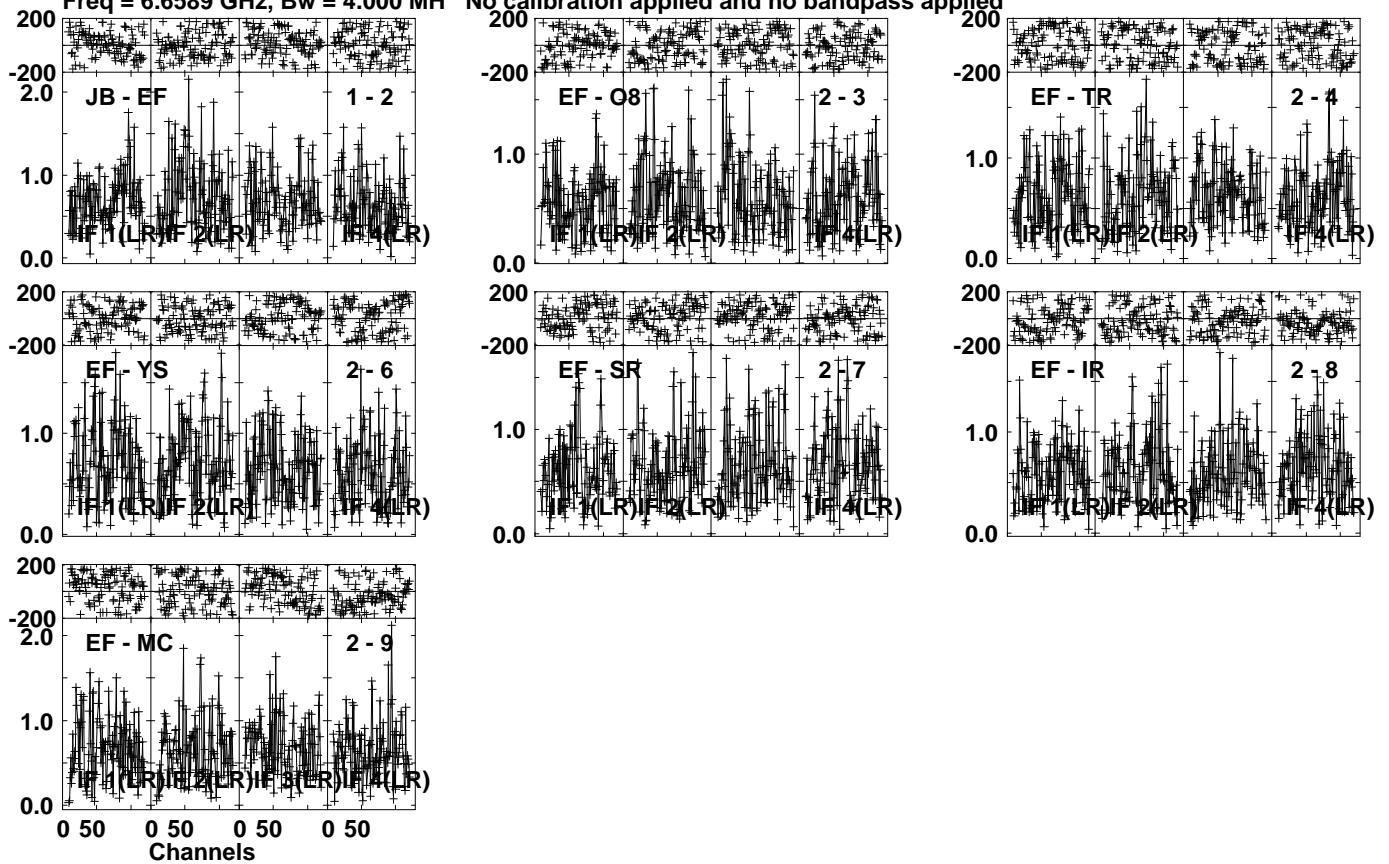 Freq = 6.6589 GHz, Bw = 4.000 MH No calibration applied and no bandpass applied
200
-200
2.0
1.0
0.0
JB - EF
1 - 2
IF 1(LR)
IF 2(LR)
IF 4(LR)
200
-200
1.0
0.0
EF - O8
2 - 3
IF 1(LR)
IF 2(LR)
IF 4(LR)
200
-200
1.0
0.0
EF - TR
2 - 4
IF 1(LR)
IF 2(LR)
IF 4(LR)
200
-200
1.0
0.0
EF - YS
2 - 6
IF 1(LR)
IF 2(LR)
IF 4(LR)
200
-200
1.0
0.0
EF - SR
2 - 7
IF 1(LR)
IF 2(LR)
IF 4(LR)
200
-200
1.0
0.0
EF - IR
2 - 8
IF 1(LR)
IF 2(LR)
IF 4(LR)
200
-200
2.0
1.0
0.0
EF - MC
2 - 9
IF 1(LR)
IF 2(LR)
IF 3(LR)
IF 4(LR)
0 50 0 50 0 50 0 50
Channels